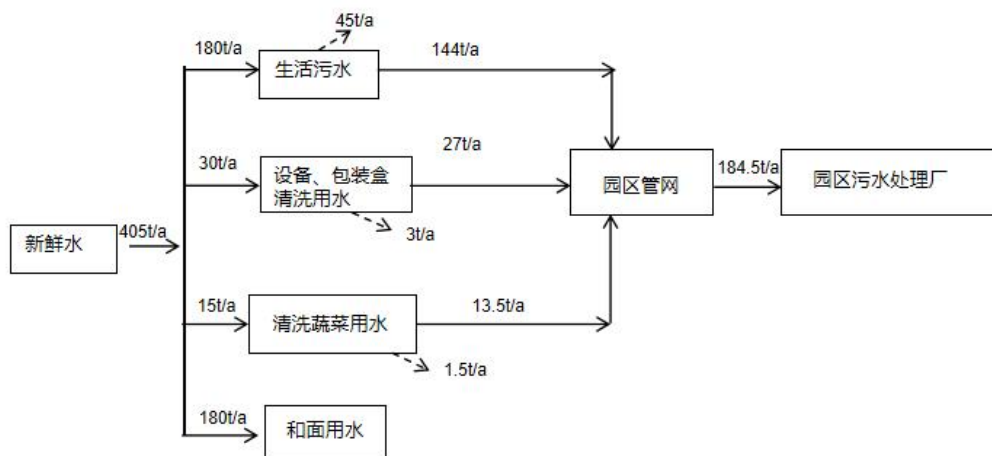 45t/a
180t/a
生活污水
144t/a
30t/a
设备、包装盒
清洗用水
27t/a
3t/a
园区管网
184.5t/a
园区污水处理厂
新鲜水
405t/a
15t/a
清洗蔬菜用水
13.5t/a
1.5t/a
180t/a
和面用水